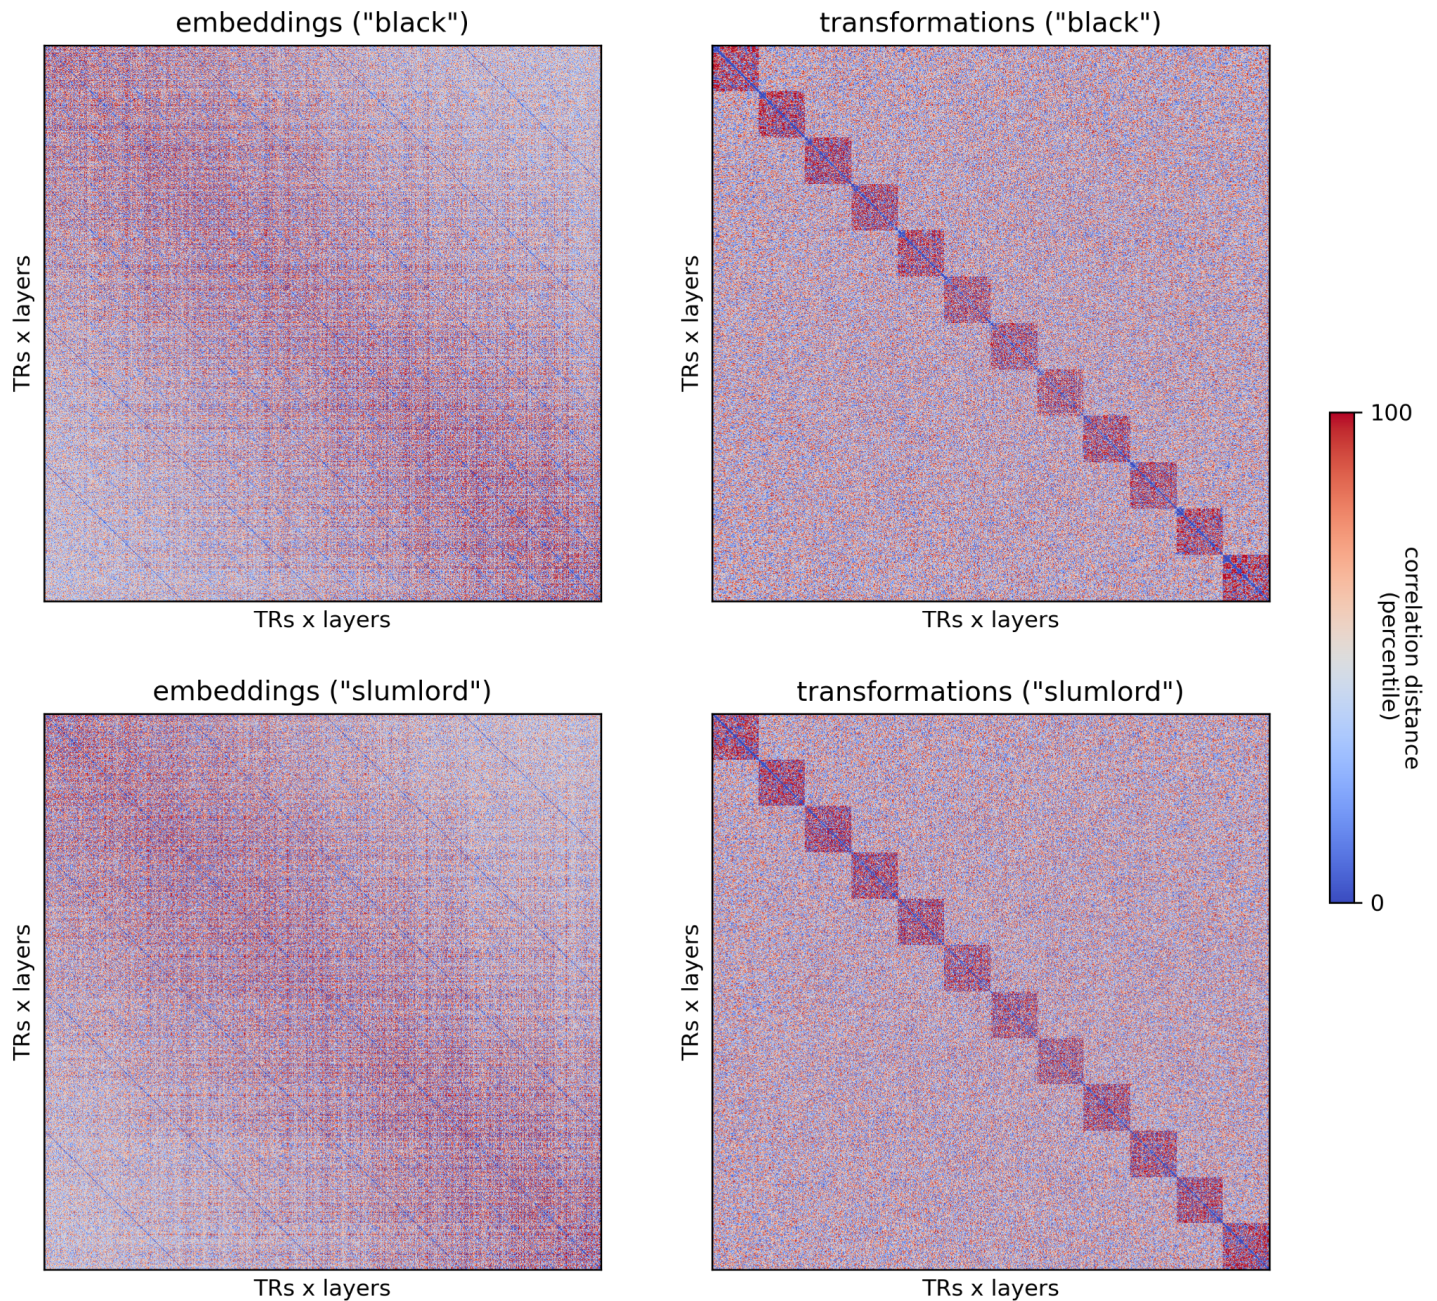 embeddings ("black")
transformations ("black")
TRs x layers
TRs x layers
TRs x layers
TRs x layers
100
correlation distance
(percentile)
0
embeddings ("slumlord")
transformations ("slumlord")
TRs x layers
TRs x layers
TRs x layers
TRs x layers